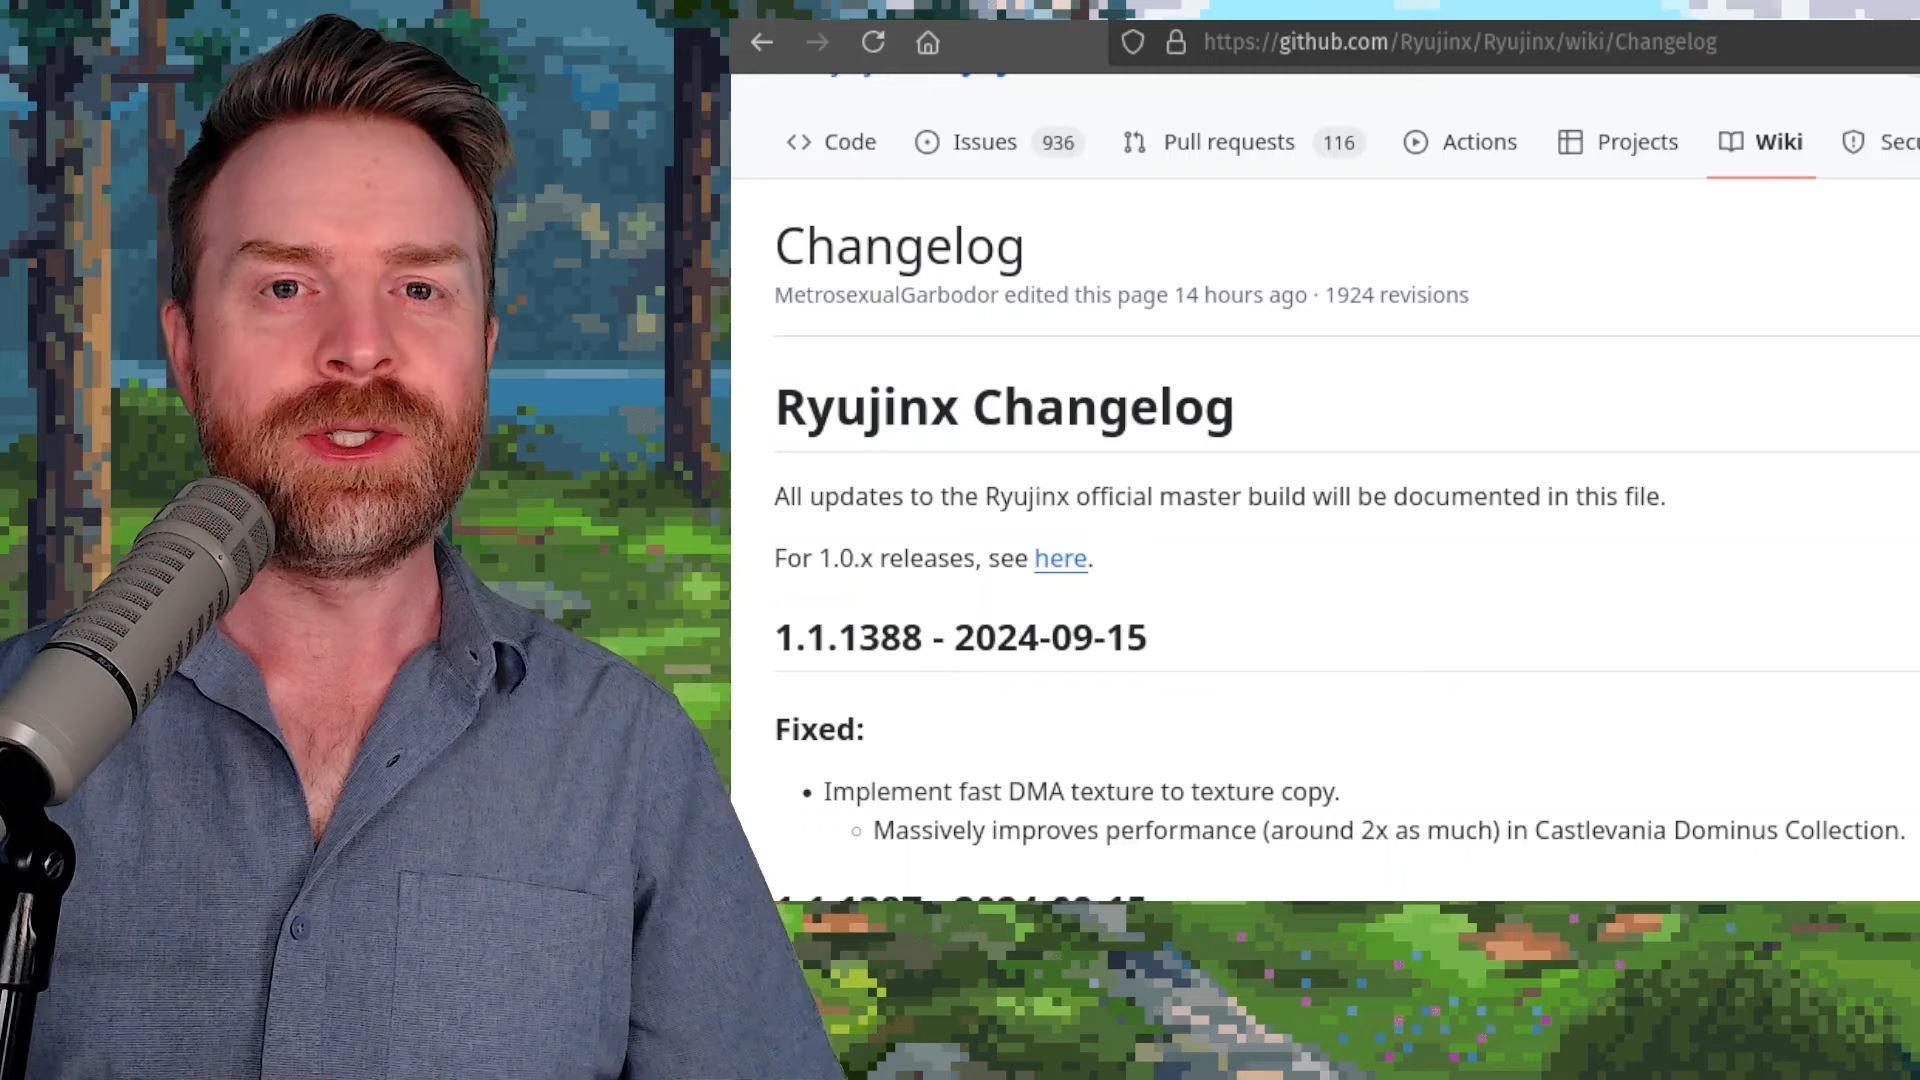 https://github.com/Ryujinx/Ryujinx/wiki/Changelog
Code Issues 936 Pull requests 116 Actions Projects Wiki
Changelog
MetrosexualGarbodor edited this page 14 hours ago · 1924 revisions
Ryujinx Changelog
All updates to the Ryujinx official master build will be documented in this file.
For 1.0.x releases, see here.
1.1.1388 - 2024-09-15
Fixed:
• Implement fast DMA texture to texture copy.
○ Massively improves performance (around 2x as much) in Castlevania Dominus Collection.